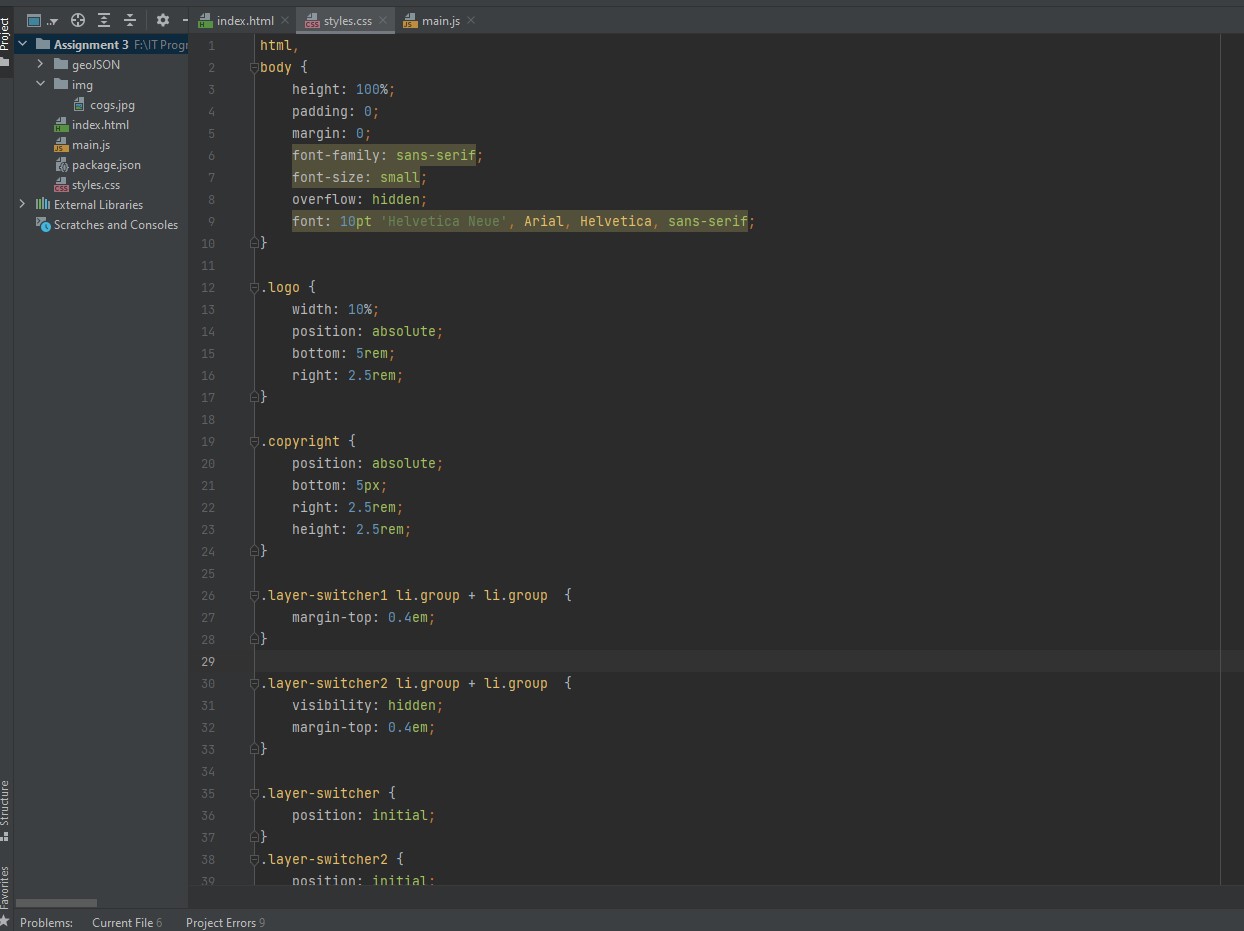 Project
index.html
styles.css
main.js
Assignment 3 F:\IT Progr
geoJSON
img
cogs.jpg
index.html
main.js
package.json
styles.css
External Libraries
Scratches and Consoles
1 html,
2 body {
3 height: 100%;
4 padding: 0;
5 margin: 0;
6 font-family: sans-serif;
7 font-size: small;
8 overflow: hidden;
9 font: 10pt 'Helvetica Neue', Arial, Helvetica, sans-serif;
10 }
11
12 .logo {
13 width: 10%;
14 position: absolute;
15 bottom: 5rem;
16 right: 2.5rem;
17 }
18
19 .copyright {
20 position: absolute;
21 bottom: 5px;
22 right: 2.5rem;
23 height: 2.5rem;
24 }
25
26 .layer-switcher1 li.group + li.group  {
27 margin-top: 0.4em;
28 }
29
30 .layer-switcher2 li.group + li.group  {
31 visibility: hidden;
32 margin-top: 0.4em;
33 }
34
35 .layer-switcher {
36 position: initial;
37 }
38 .layer-switcher2 {
39 position: initial;
Structure
Favorites
Problems: Current File 6 Project Errors 9